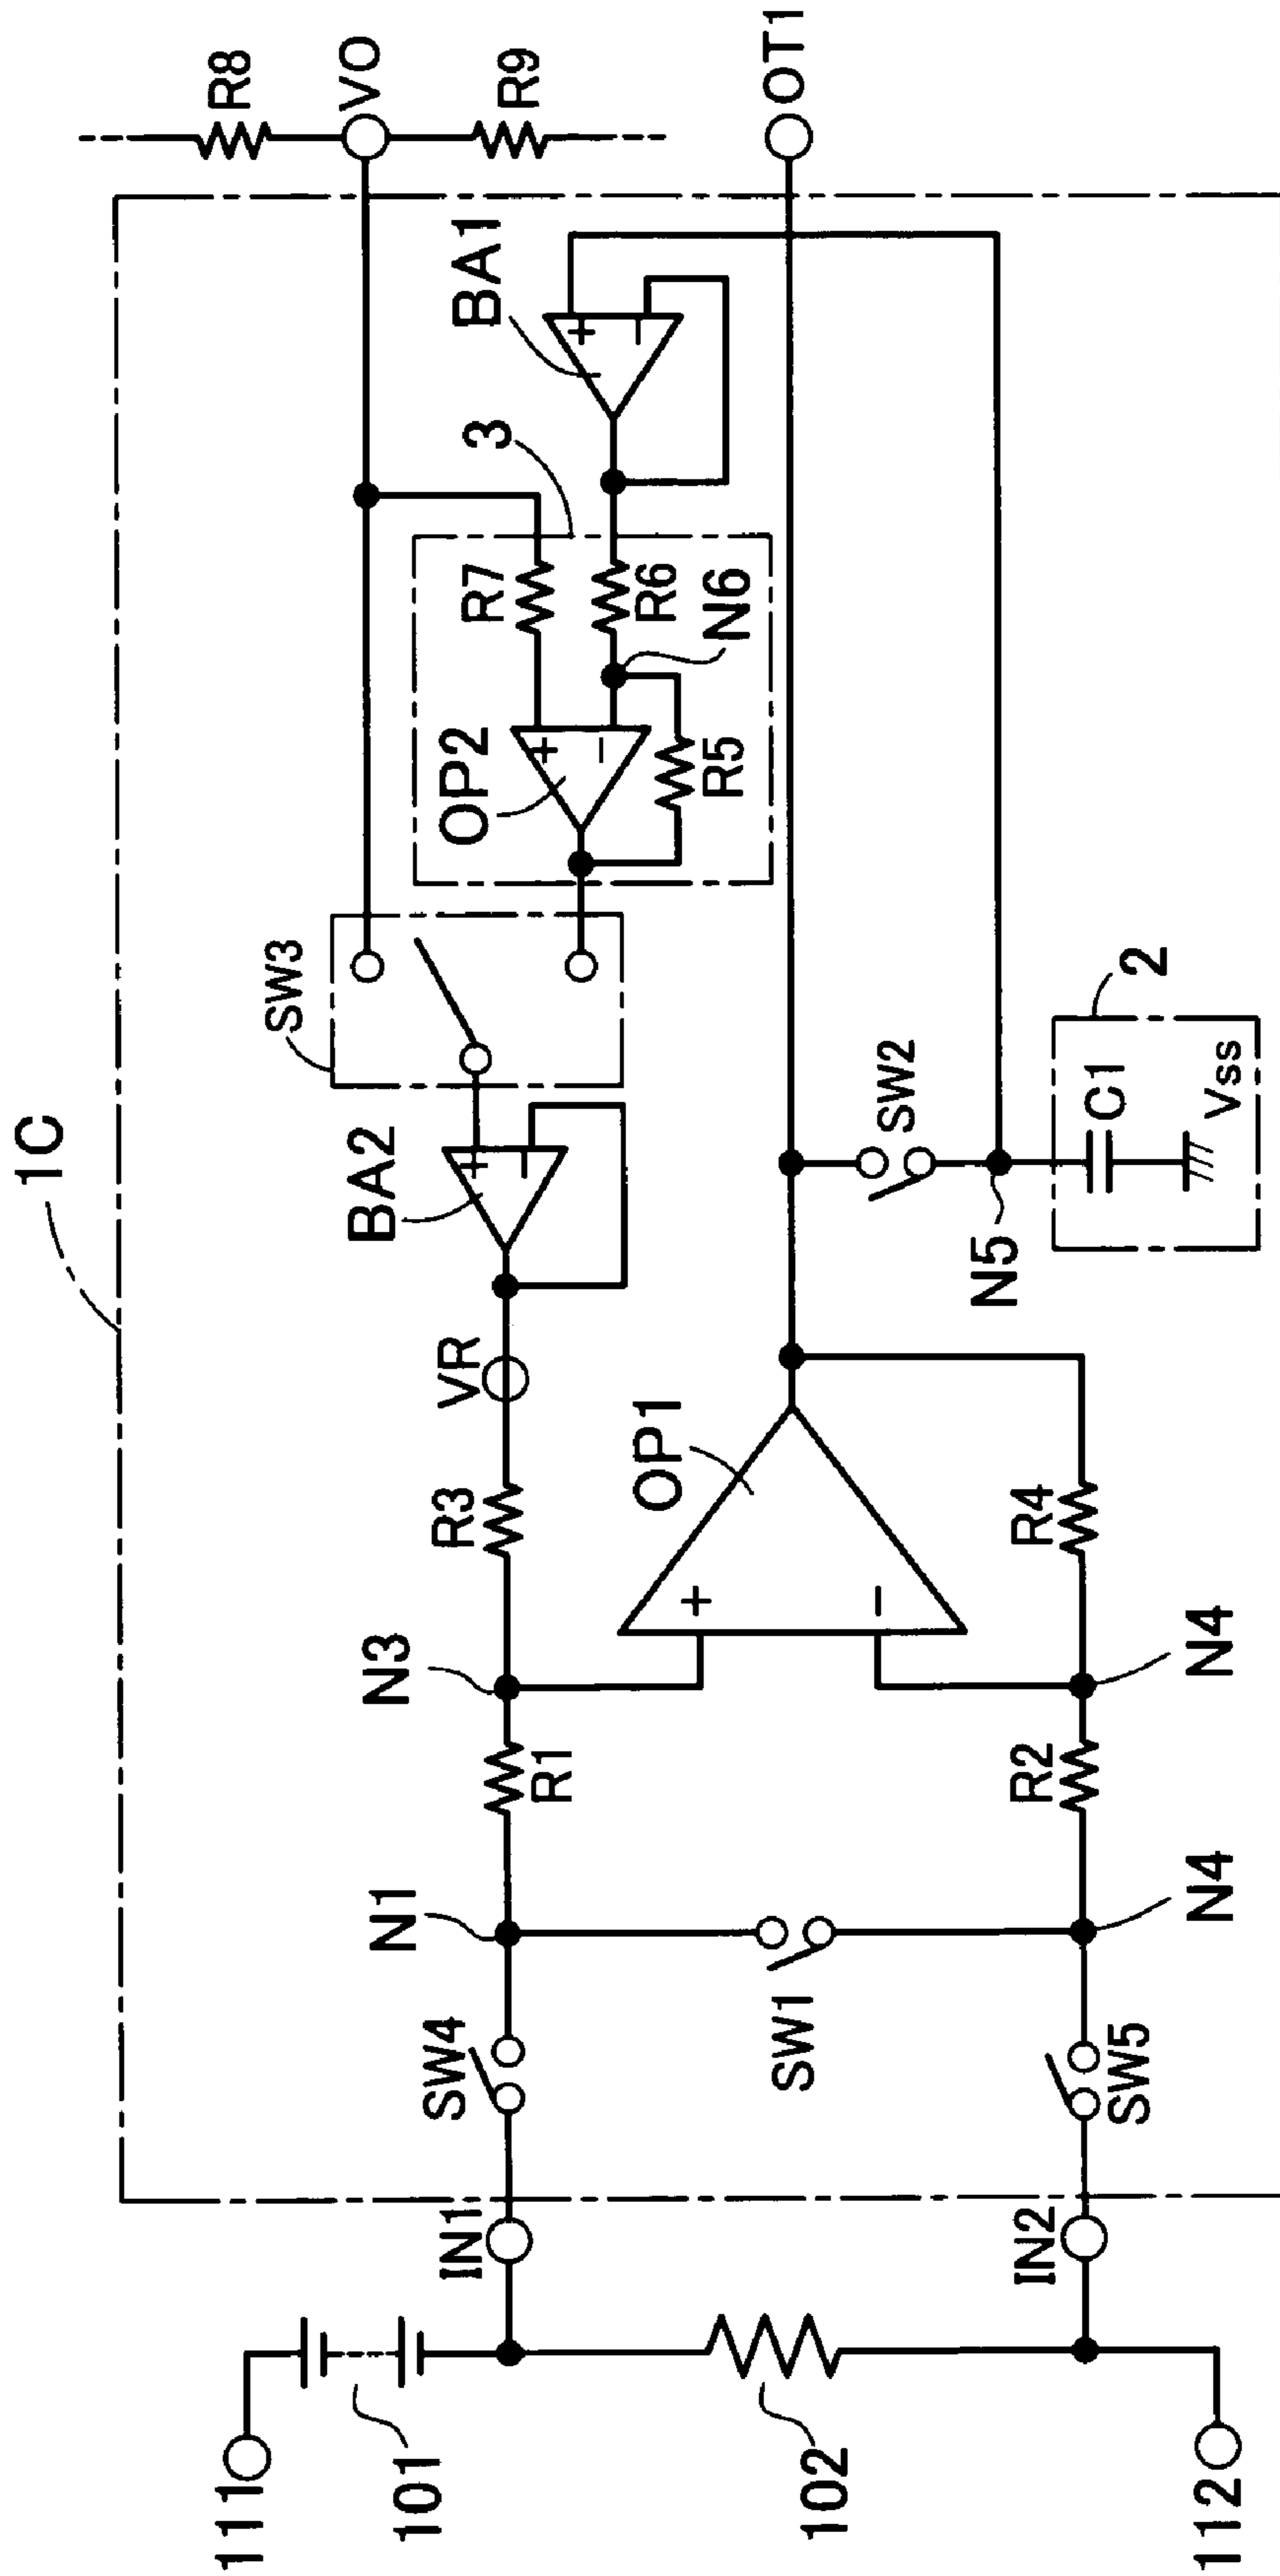 1C
R8
VO
R9
OT1
BA1
+
−
3
R7
R6
N6
OP2
+
−
R5
SW3
BA2
+
−
VR
R3
N3
R1
N1
SW4
IN1
OP1
+
−
R4
N4
R2
N4
SW1
SW5
IN2
SW2
N5
2
C1
Vss
111
101
102
112